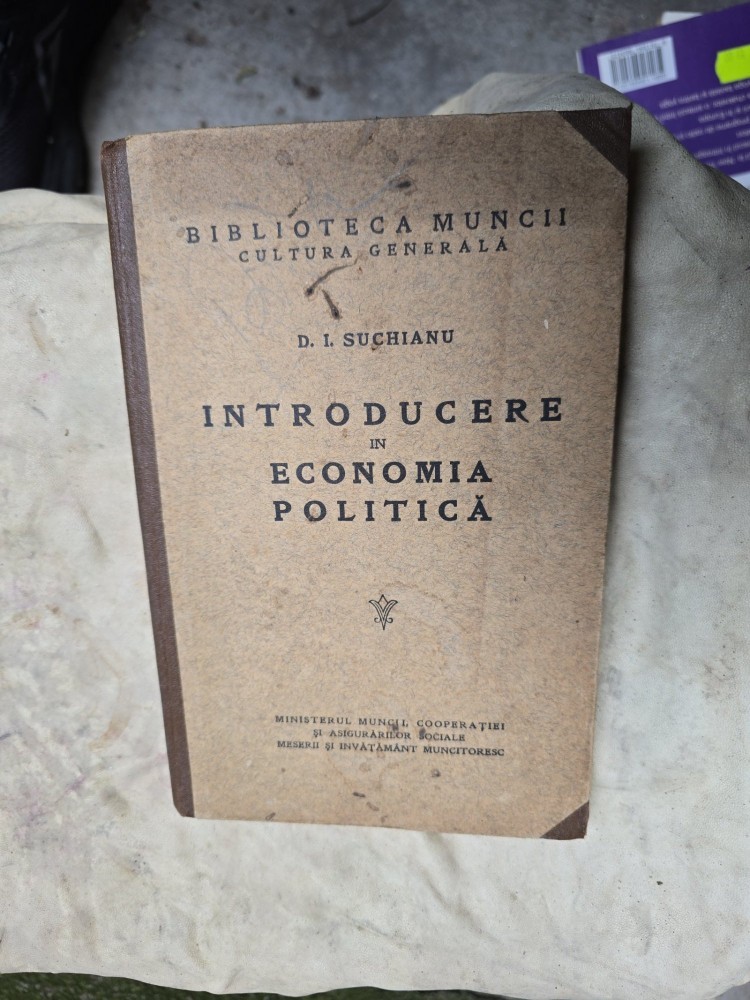 BIBLIOTECA MUNCII
CULTURA GENERALĂ
D. I. SUCHIANU
INTRODUCERE
IN
ECONOMIA
POLITICĂ
MINISTERUL MUNCII, COOPERAȚIEI
ȘI ASIGURĂRILOR SOCIALE
MESERII ȘI INVĂȚĂMÂNT MUNCITORESC